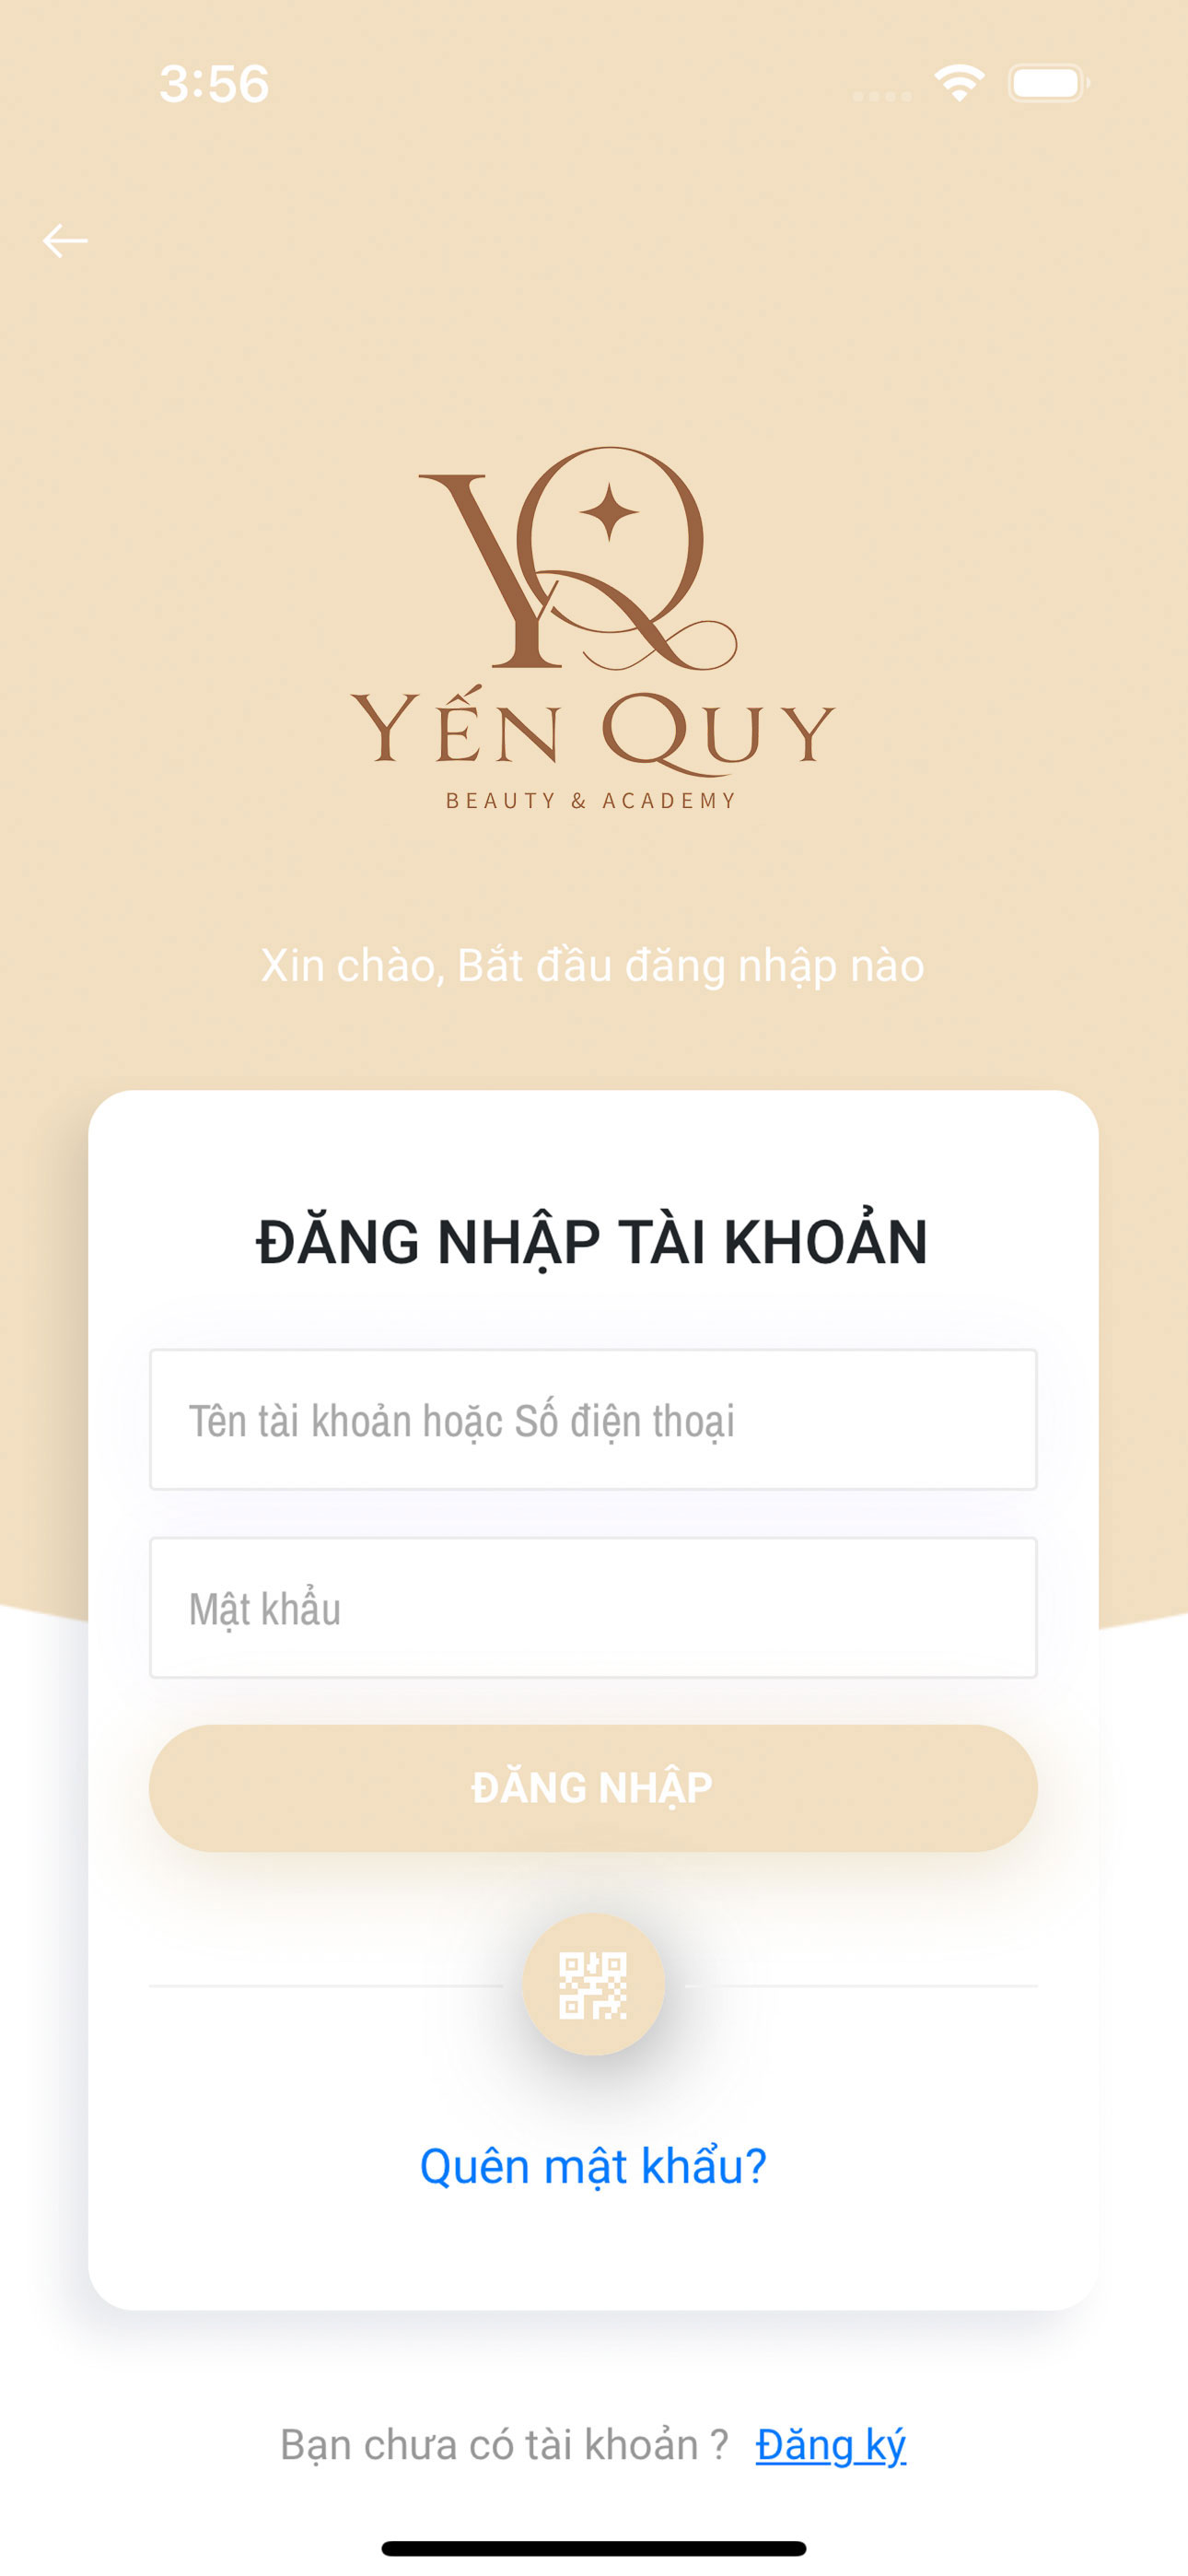 3:56
YQ
YẾN QUY
BEAUTY & ACADEMY
Xin chào, Bắt đầu đăng nhập nào
ĐĂNG NHẬP TÀI KHOẢN
Tên tài khoản hoặc Số điện thoại
Mật khẩu
ĐĂNG NHẬP
Quên mật khẩu?
Bạn chưa có tài khoản ? Đăng ký